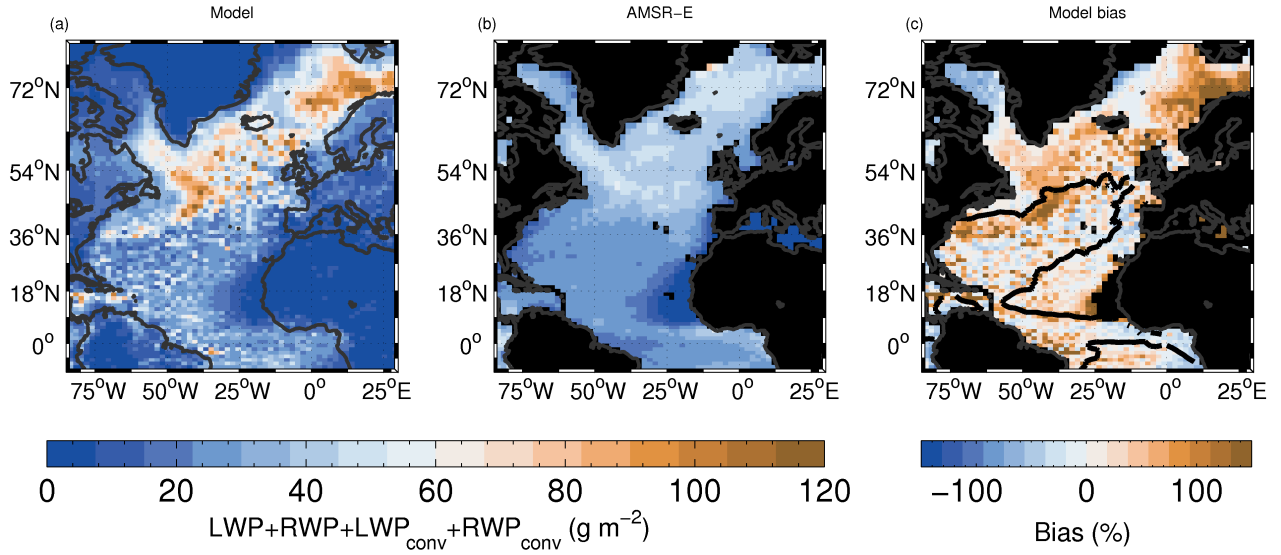 (a) Model
(b) AMSR−E
(c) Model bias
72°N 72°N 72°N
54°N 54°N 54°N
36°N 36°N 36°N
18°N 18°N 18°N
0° 0° 0°
75°W 50°W 25°W 0° 25°E 75°W 50°W 25°W 0° 25°E 75°W 50°W 25°W 0° 25°E
0 20 40 60 80 100 120 −100 0 100
LWP+RWP+LWP_conv+RWP_conv (g m⁻²)
Bias (%)